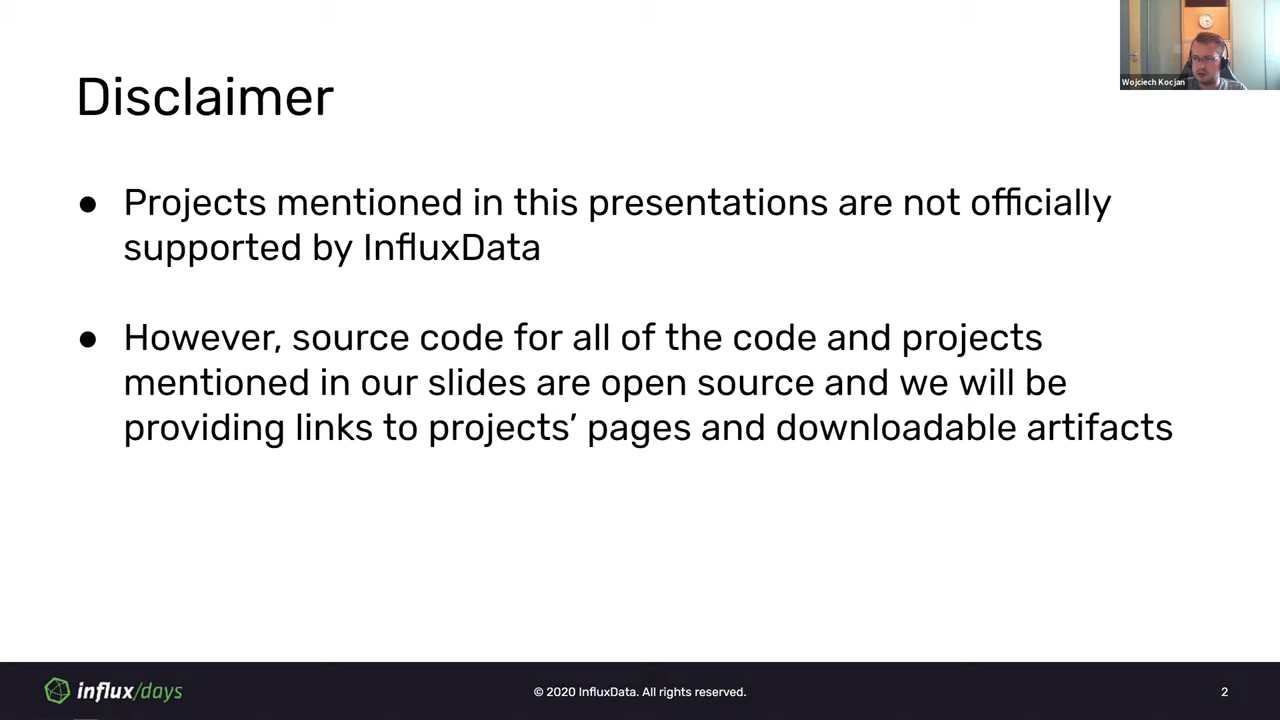 Wojciech Kocjan
Disclaimer
● Projects mentioned in this presentations are not officially
supported by InfluxData
● However, source code for all of the code and projects
mentioned in our slides are open source and we will be
providing links to projects’ pages and downloadable artifacts
influx/days
© 2020 InfluxData. All rights reserved.
2